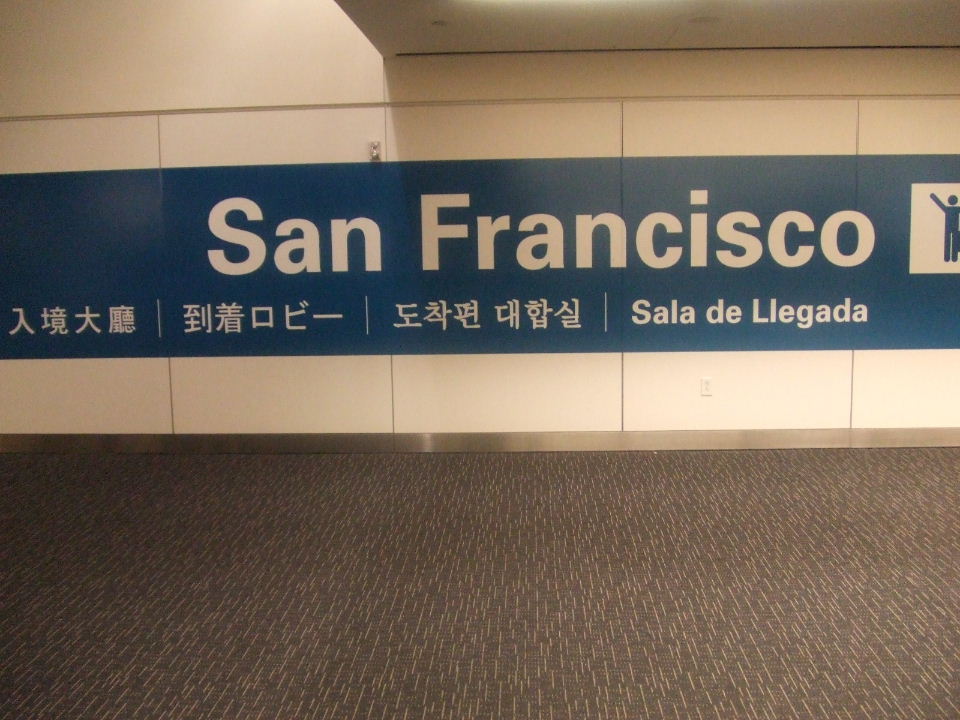 San Francisco
入境大廳 | 到着ロビー | 도착편 대합실 | Sala de Llegada